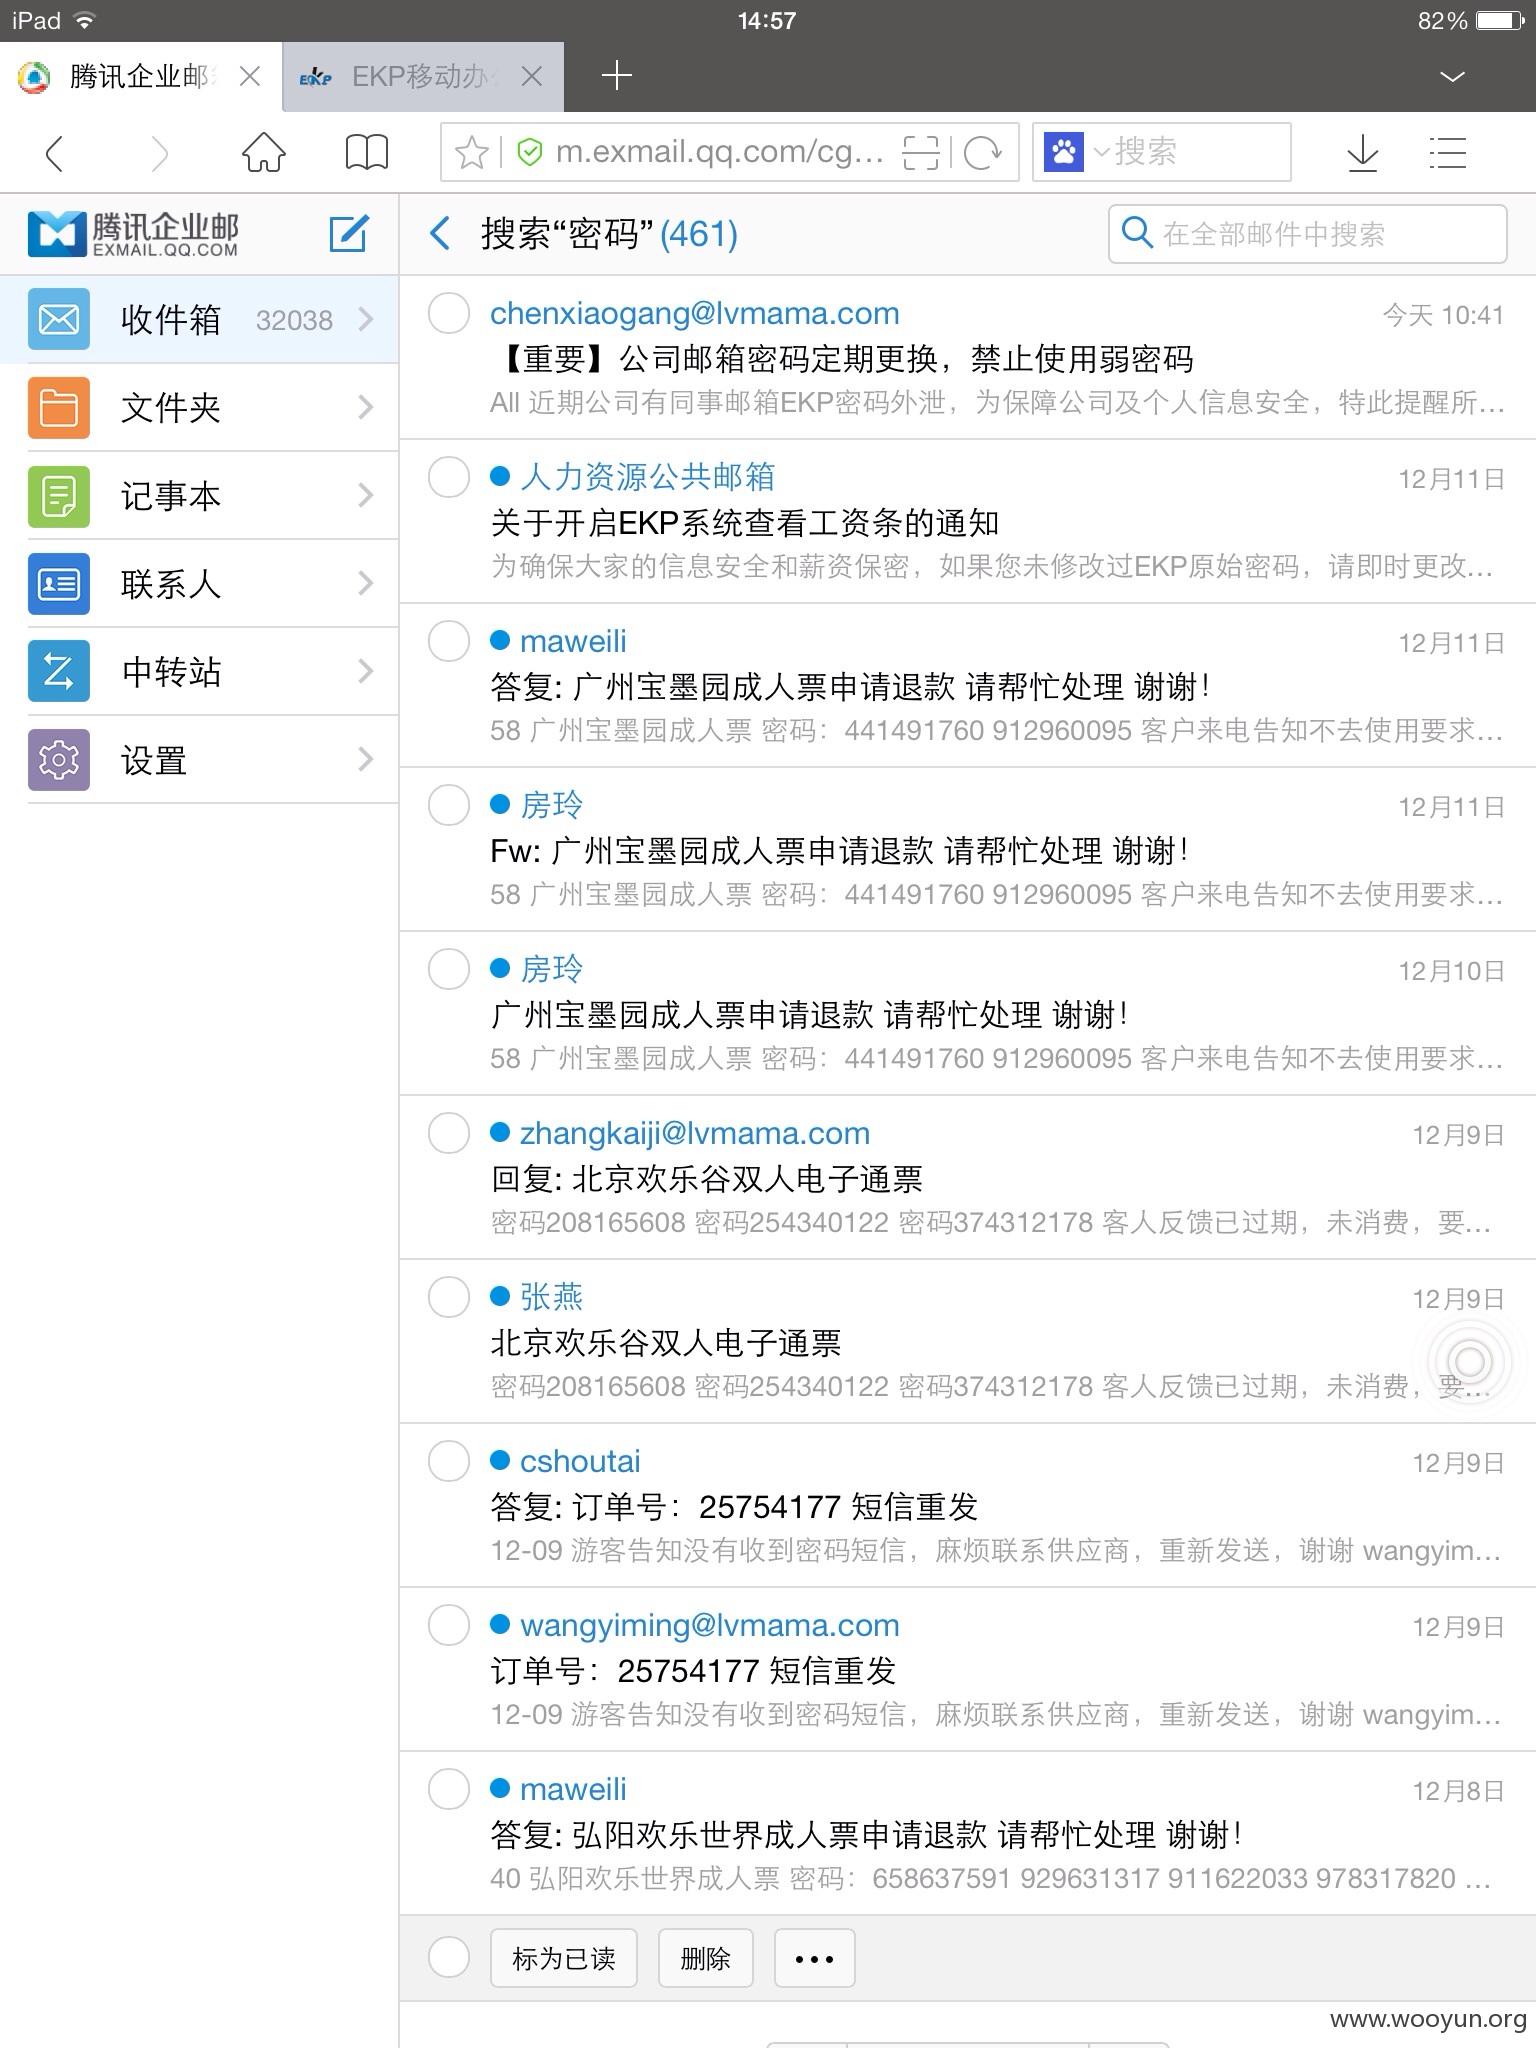 iPad 14:57 82%
腾讯企业邮 EKP移动办
m.exmail.qq.com/cg... 搜索
腾讯企业邮
EXMAIL.QQ.COM
搜索“密码”(461)
在全部邮件中搜索
收件箱 32038
文件夹
记事本
联系人
中转站
设置
chenxiaogang@lvmama.com 今天 10:41
【重要】公司邮箱密码定期更换，禁止使用弱密码
All 近期公司有同事邮箱EKP密码外泄，为保障公司及个人信息安全，特此提醒所...
人力资源公共邮箱 12月11日
关于开启EKP系统查看工资条的通知
为确保大家的信息安全和薪资保密，如果您未修改过EKP原始密码，请即时更改...
maweili 12月11日
答复: 广州宝墨园成人票申请退款 请帮忙处理 谢谢！
58 广州宝墨园成人票 密码：441491760 912960095 客户来电告知不去使用要求...
房玲 12月11日
Fw: 广州宝墨园成人票申请退款 请帮忙处理 谢谢！
58 广州宝墨园成人票 密码：441491760 912960095 客户来电告知不去使用要求...
房玲 12月10日
广州宝墨园成人票申请退款 请帮忙处理 谢谢！
58 广州宝墨园成人票 密码：441491760 912960095 客户来电告知不去使用要求...
zhangkaiji@lvmama.com 12月9日
回复: 北京欢乐谷双人电子通票
密码208165608 密码254340122 密码374312178 客人反馈已过期，未消费，要...
张燕 12月9日
北京欢乐谷双人电子通票
密码208165608 密码254340122 密码374312178 客人反馈已过期，未消费，要...
cshoutai 12月9日
答复: 订单号：25754177 短信重发
12-09 游客告知没有收到密码短信，麻烦联系供应商，重新发送，谢谢 wangyim...
wangyiming@lvmama.com 12月9日
订单号：25754177 短信重发
12-09 游客告知没有收到密码短信，麻烦联系供应商，重新发送，谢谢 wangyim...
maweili 12月8日
答复: 弘阳欢乐世界成人票申请退款 请帮忙处理 谢谢！
40 弘阳欢乐世界成人票 密码：658637591 929631317 911622033 978317820 ...
标为已读 删除 •••
www.wooyun.org